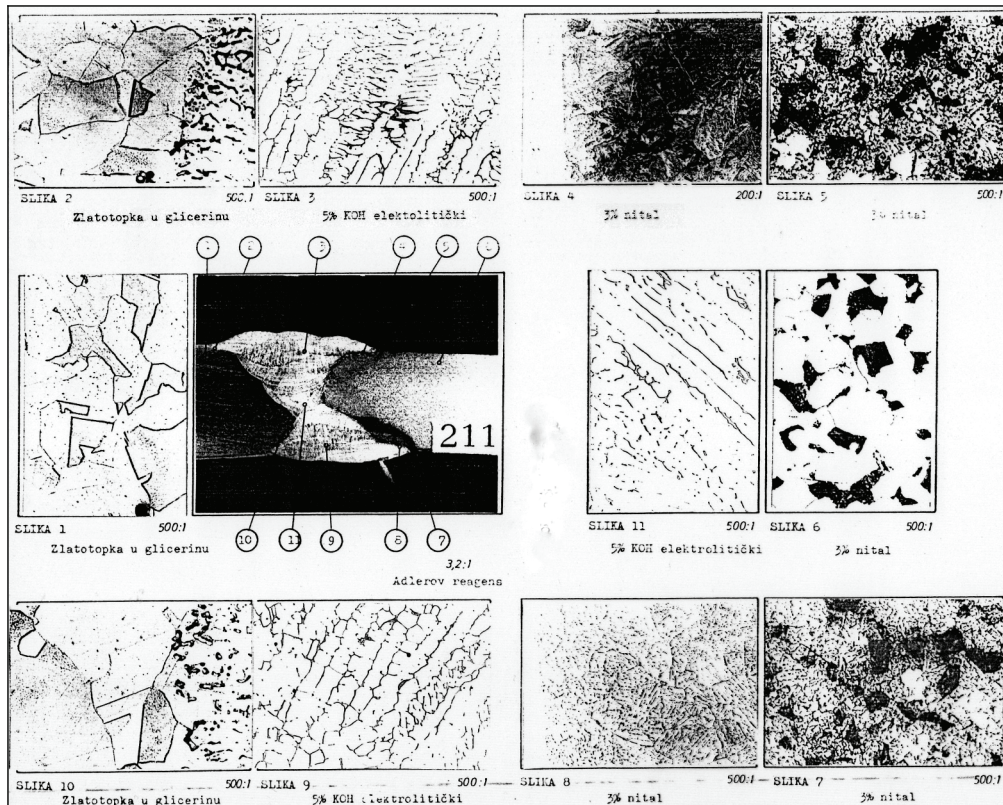 GR
SLIKA 2 500:1 SLIKA 3 500:1 SLIKA 4 200:1 SLIKA 5 500:1
Zlatotopka u glicerinu 5% KOH elektolitički 3% nital 3% nital
1 2 3 4 5 6
211
SLIKA 1 500:1 SLIKA 11 500:1 SLIKA 6 500:1
Zlatotopka u glicerinu 10 11 9 8 7 5% KOH elektrolitički 3% nital
3,2:1
Adlerov reagens
SLIKA 10 500:1 SLIKA 9 500:1 SLIKA 8 500:1 SLIKA 7 500:1
Zlatotopka u glicerinu 5% KOH elektrolitički 3% nital 3% nital